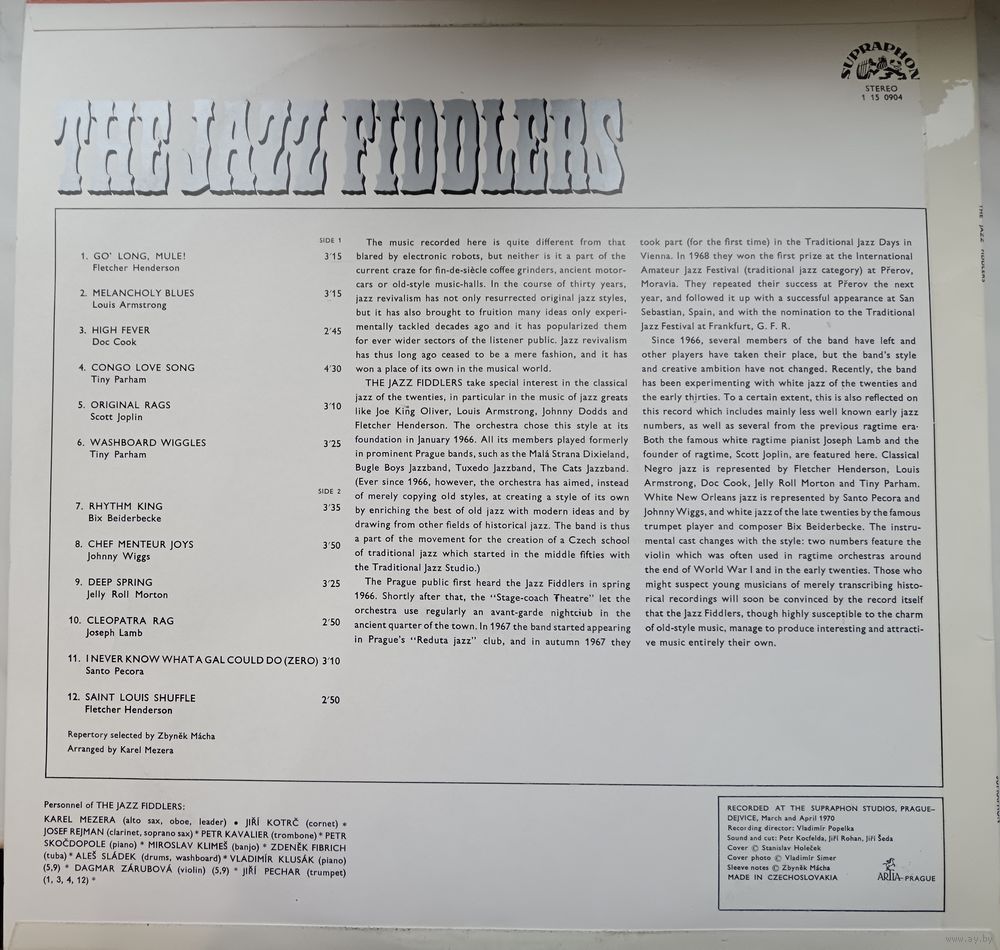 SUPRAPHON
STEREO
1 15 0904
THE JAZZ FIDDLERS
SIDE 1
1. GO' LONG, MULE! 3'15
Fletcher Henderson
2. MELANCHOLY BLUES 3'15
Louis Armstrong
3. HIGH FEVER 2'45
Doc Cook
4. CONGO LOVE SONG 4'30
Tiny Parham
5. ORIGINAL RAGS 3'10
Scott Joplin
6. WASHBOARD WIGGLES 3'25
Tiny Parham
SIDE 2
7. RHYTHM KING 3'35
Bix Beiderbecke
8. CHEF MENTEUR JOYS 3'50
Johnny Wiggs
9. DEEP SPRING 3'25
Jelly Roll Morton
10. CLEOPATRA RAG 2'50
Joseph Lamb
11. I NEVER KNOW WHAT A GAL COULD DO (ZERO) 3'10
Santo Pecora
12. SAINT LOUIS SHUFFLE 2'50
Fletcher Henderson
Repertory selected by Zbyněk Mácha
Arranged by Karel Mezera
The music recorded here is quite different from that
blared by electronic robots, but neither is it a part of the
current craze for fin-de-siècle coffee grinders, ancient motor-
cars or old-style music-halls. In the course of thirty years,
jazz revivalism has not only resurrected original jazz styles,
but it has also brought to fruition many ideas only experi-
mentally tackled decades ago and it has popularized them
for ever wider sectors of the listener public. Jazz revivalism
has thus long ago ceased to be a mere fashion, and it has
won a place of its own in the musical world.
THE JAZZ FIDDLERS take special interest in the classical
jazz of the twenties, in particular in the music of jazz greats
like Joe King Oliver, Louis Armstrong, Johnny Dodds and
Fletcher Henderson. The orchestra chose this style at its
foundation in January 1966. All its members played formerly
in prominent Prague bands, such as the Malá Strana Dixieland,
Bugle Boys Jazzband, Tuxedo Jazzband, The Cats Jazzband.
(Ever since 1966, however, the orchestra has aimed, instead
of merely copying old styles, at creating a style of its own
by enriching the best of old jazz with modern ideas and by
drawing from other fields of historical jazz. The band is thus
a part of the movement for the creation of a Czech school
of traditional jazz which started in the middle fifties with
the Traditional Jazz Studio.)
The Prague public first heard the Jazz Fiddlers in spring
1966. Shortly after that, the "Stage-coach Theatre" let the
orchestra use regularly an avant-garde nightclub in the
ancient quarter of the town. In 1967 the band started appearing
in Prague's "Reduta jazz" club, and in autumn 1967 they
took part (for the first time) in the Traditional Jazz Days in
Vienna. In 1968 they won the first prize at the International
Amateur Jazz Festival (traditional jazz category) at Přerov,
Moravia. They repeated their success at Přerov the next
year, and followed it up with a successful appearance at San
Sebastian, Spain, and with the nomination to the Traditional
Jazz Festival at Frankfurt, G. F. R.
Since 1966, several members of the band have left and
other players have taken their place, but the band's style
and creative ambition have not changed. Recently, the band
has been experimenting with white jazz of the twenties and
the early thirties. To a certain extent, this is also reflected on
this record which includes mainly less well known early jazz
numbers, as well as several from the previous ragtime era.
Both the famous white ragtime pianist Joseph Lamb and the
founder of ragtime, Scott Joplin, are featured here. Classical
Negro jazz is represented by Fletcher Henderson, Louis
Armstrong, Doc Cook, Jelly Roll Morton and Tiny Parham.
White New Orleans jazz is represented by Santo Pecora and
Johnny Wiggs, and white jazz of the late twenties by the famous
trumpet player and composer Bix Beiderbecke. The instru-
mental cast changes with the style: two numbers feature the
violin which was often used in ragtime orchestras around
the end of World War I and in the early twenties. Those who
might suspect young musicians of merely transcribing histo-
rical recordings will soon be convinced by the record itself
that the Jazz Fiddlers, though highly susceptible to the charm
of old-style music, manage to produce interesting and attracti-
ve music entirely their own.
Personnel of THE JAZZ FIDDLERS:
KAREL MEZERA (alto sax, oboe, leader) • JIŘÍ KOTRČ (cornet) *
JOSEF REJMAN (clarinet, soprano sax) * PETR KAVALIER (trombone) * PETR
SKOČDOPOLE (piano) * MIROSLAV KLIMEŠ (banjo) * ZDENĚK FIBRICH
(tuba) * ALEŠ SLÁDEK (drums, washboard) * VLADIMÍR KLUSÁK (piano)
(5,9) * DAGMAR ZÁRUBOVÁ (violin) (5,9) * JIŘÍ PECHAR (trumpet)
(1, 3, 4, 12) *
RECORDED AT THE SUPRAPHON STUDIOS, PRAGUE-
DEJVICE, March and April 1970
Recording director: Vladimír Popelka
Sound and cut: Petr Kocfelda, Jiří Rohan, Jiří Šeda
Cover © Stanislav Holeček
Cover photo © Vladimír Simer
Sleeve notes © Zbyněk Mácha
MADE IN CZECHOSLOVAKIA
ARTIA-PRAGUE
THE JAZZ FIDDLERS
SUPRAPHON
www.ay.by